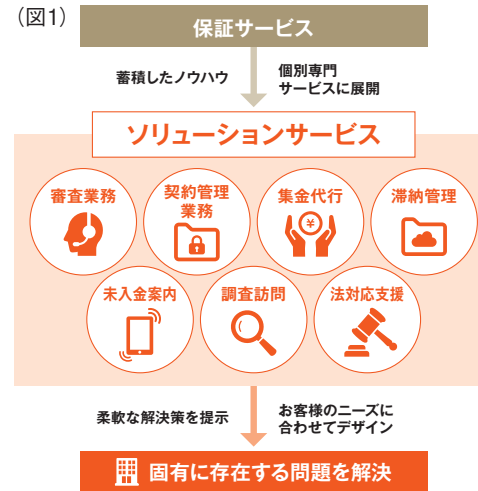 （図1）
保証サービス
蓄積したノウハウ
個別専門
サービスに展開
ソリューションサービス
審査業務
契約管理
業務
集金代行
¥
滞納管理
未入金案内
調査訪問
法対応支援
柔軟な解決策を提示
お客様のニーズに
合わせてデザイン
固有に存在する問題を解決